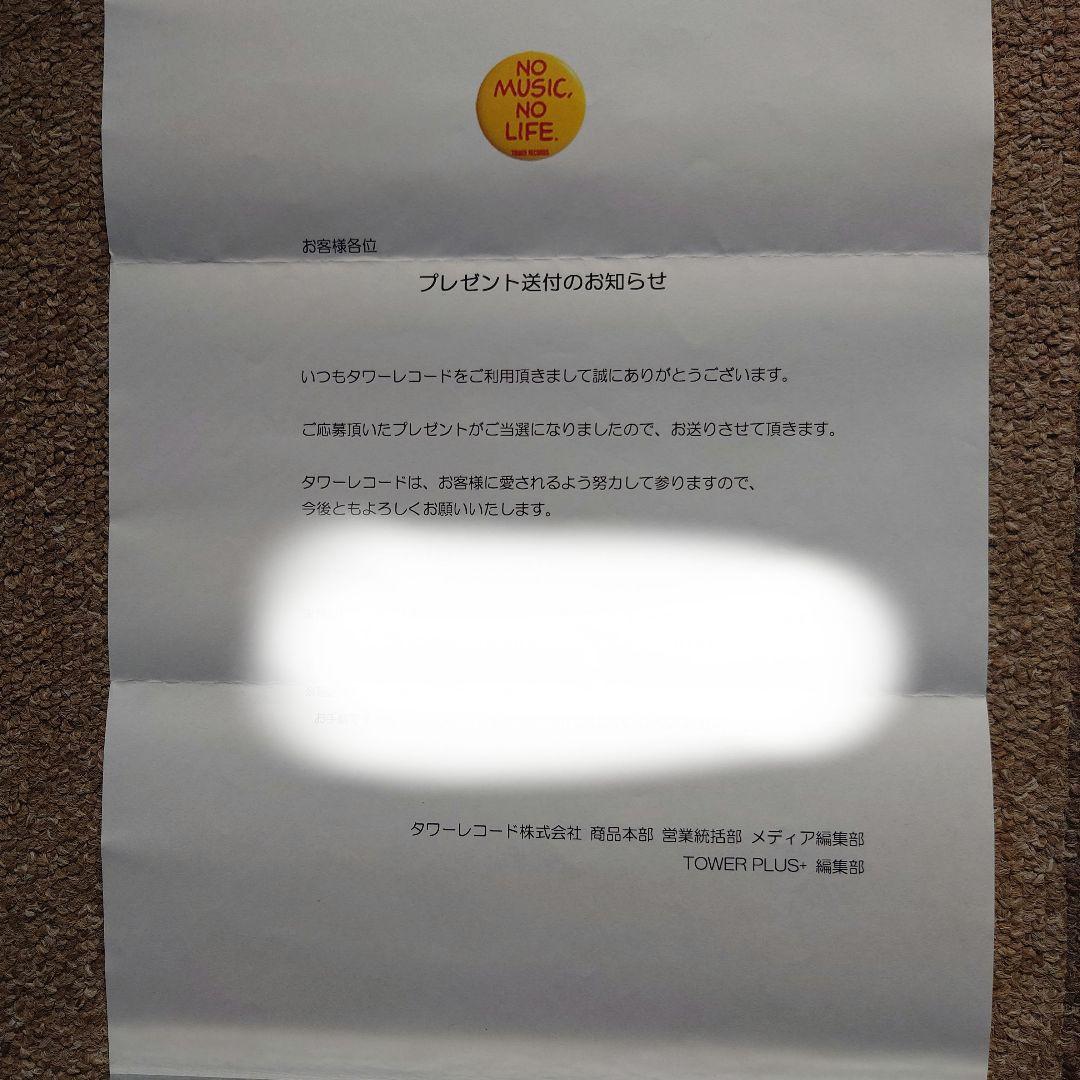 NO
MUSIC,
NO
LIFE.
TOWER RECORDS
お客様各位
プレゼント送付のお知らせ
いつもタワーレコードをご利用頂きまして誠にありがとうございます。
ご応募頂いたプレゼントがご当選になりましたので、お送りさせて頂きます。
タワーレコードは、お客様に愛されるよう努力して参りますので、
今後ともよろしくお願いいたします。
タワーレコード株式会社 商品本部 営業統括部 メディア編集部
TOWER PLUS+ 編集部